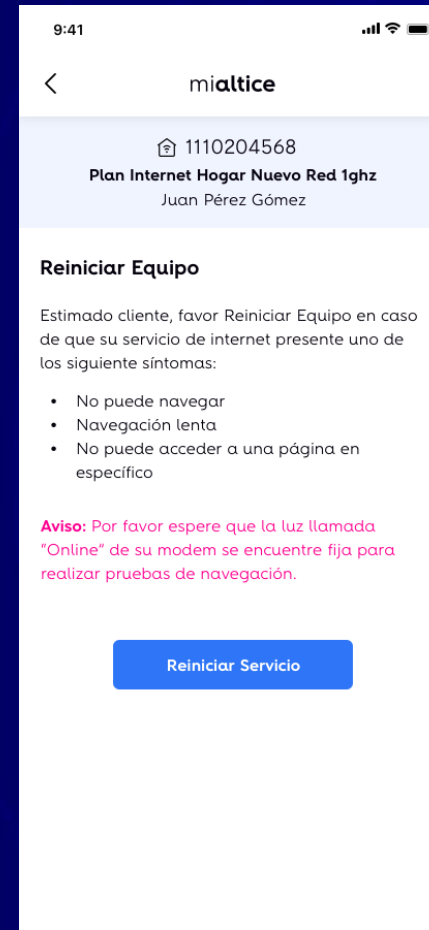 9:41
mialtice
1110204568
Plan Internet Hogar Nuevo Red 1ghz
Juan Pérez Gómez
Reiniciar Equipo
Estimado cliente, favor Reiniciar Equipo en caso
de que su servicio de internet presente uno de
los siguiente síntomas:
• No puede navegar
• Navegación lenta
• No puede acceder a una página en
específico
Aviso: Por favor espere que la luz llamada
"Online" de su modem se encuentre fija para
realizar pruebas de navegación.
Reiniciar Servicio